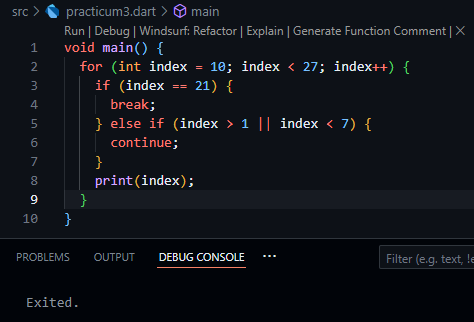 src > practicum3.dart > main
Run | Debug | Windsurf: Refactor | Explain | Generate Function Comment | ×
1 void main() {
2 for (int index = 10; index < 27; index++) {
3 if (index == 21) {
4 break;
5 } else if (index > 1 || index < 7) {
6 continue;
7 }
8 print(index);
9 }
10 }
PROBLEMS OUTPUT DEBUG CONSOLE ··· Filter (e.g. text, !e
Exited.